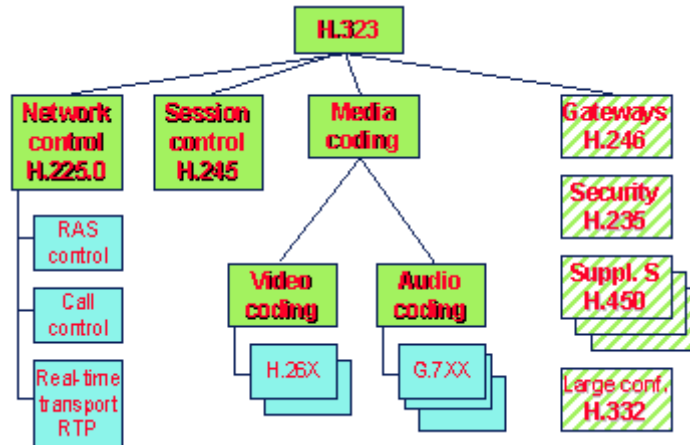 H.323
Network
control
H.225.0
Session
control
H.245
Media
coding
Gateways
H.246
Security
H.235
Suppl. S
H.450
Large conf.
H.332
RAS
control
Call
control
Real-time
transport
RTP
Video
coding
Audio
coding
H.26X
G.7XX